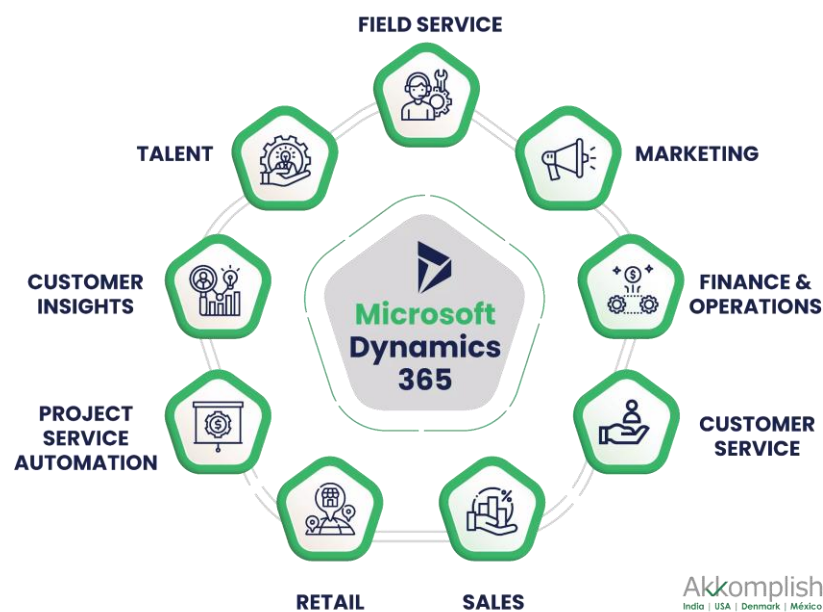 FIELD SERVICE
TALENT
MARKETING
CUSTOMER
INSIGHTS
FINANCE &
OPERATIONS
Microsoft
Dynamics
365
PROJECT
SERVICE
AUTOMATION
CUSTOMER
SERVICE
$
$
%
RETAIL
SALES
Akkomplish
India | USA | Denmark | México